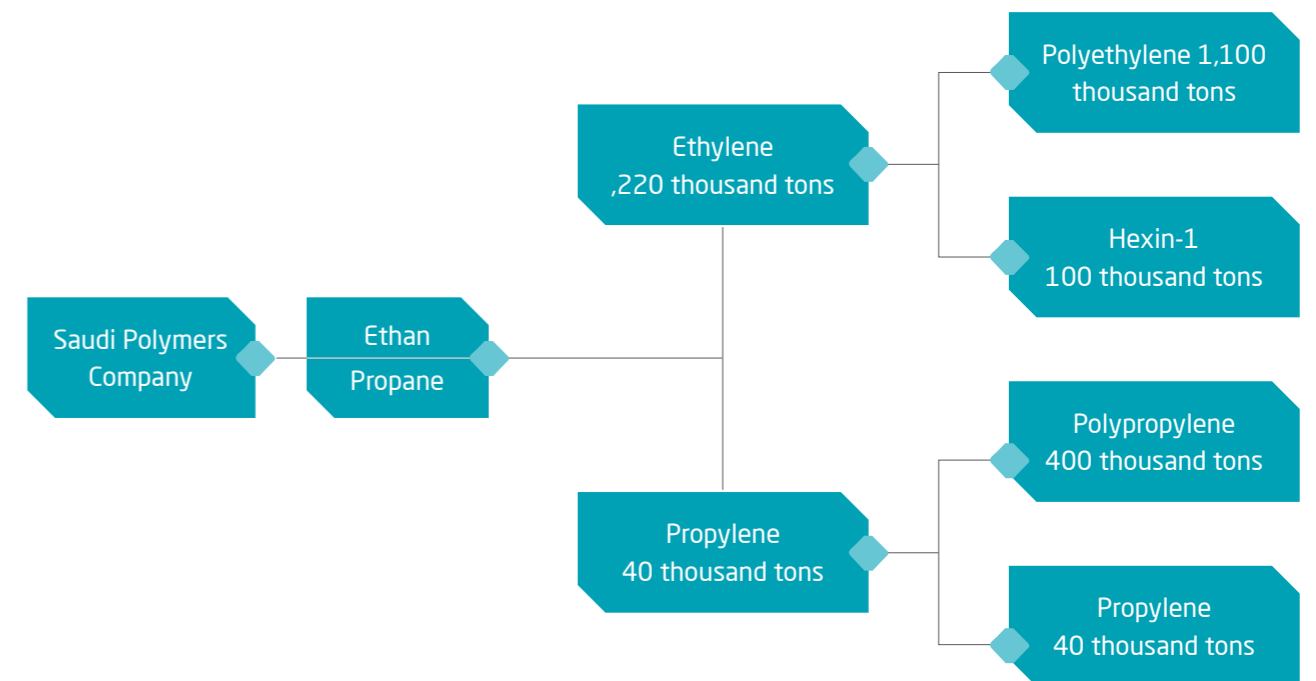 Saudi Polymers
Company
Ethan
Propane
Ethylene
,220 thousand tons
Propylene
40 thousand tons
Polyethylene 1,100
thousand tons
Hexin-1
100 thousand tons
Polypropylene
400 thousand tons
Propylene
40 thousand tons